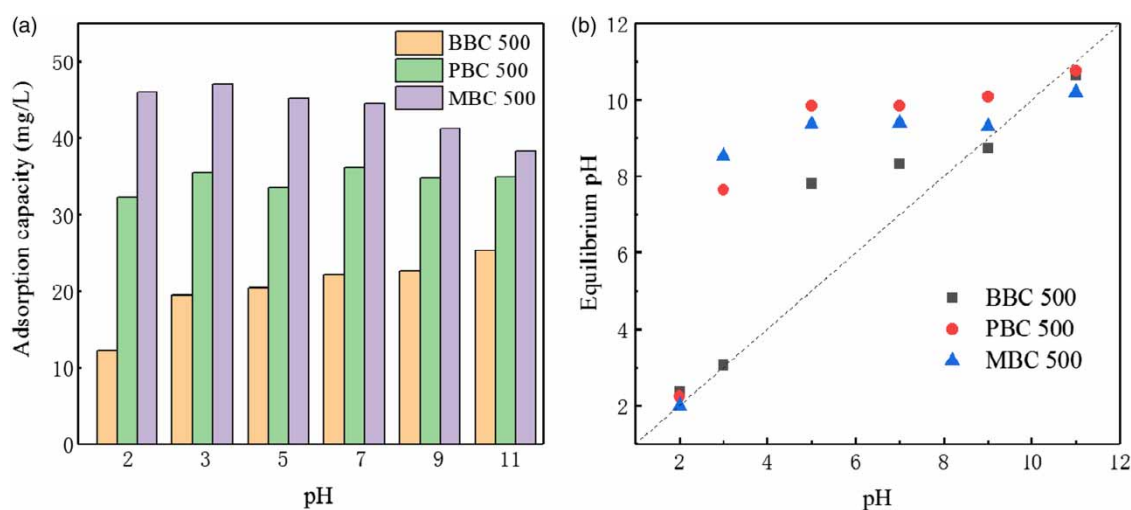 (a)
BBC 500
PBC 500
MBC 500
50
40
30
20
10
0
Adsorption capacity (mg/L)
2 3 5 7 9 11
pH
(b)
12
10
8
6
4
2
Equilibrium pH
BBC 500
PBC 500
MBC 500
2 4 6 8 10 12
pH